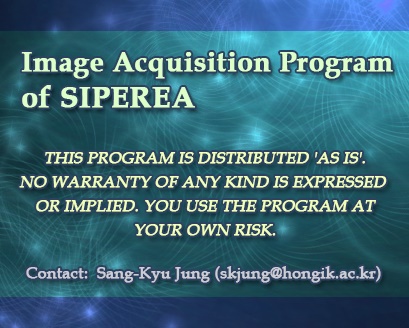 Image Acquisition Program
of SIPEREA
THIS PROGRAM IS DISTRIBUTED 'AS IS'.
NO WARRANTY OF ANY KIND IS EXPRESSED
OR IMPLIED. YOU USE THE PROGRAM AT
YOUR OWN RISK.
Contact: Sang-Kyu Jung (skjung@hongik.ac.kr)